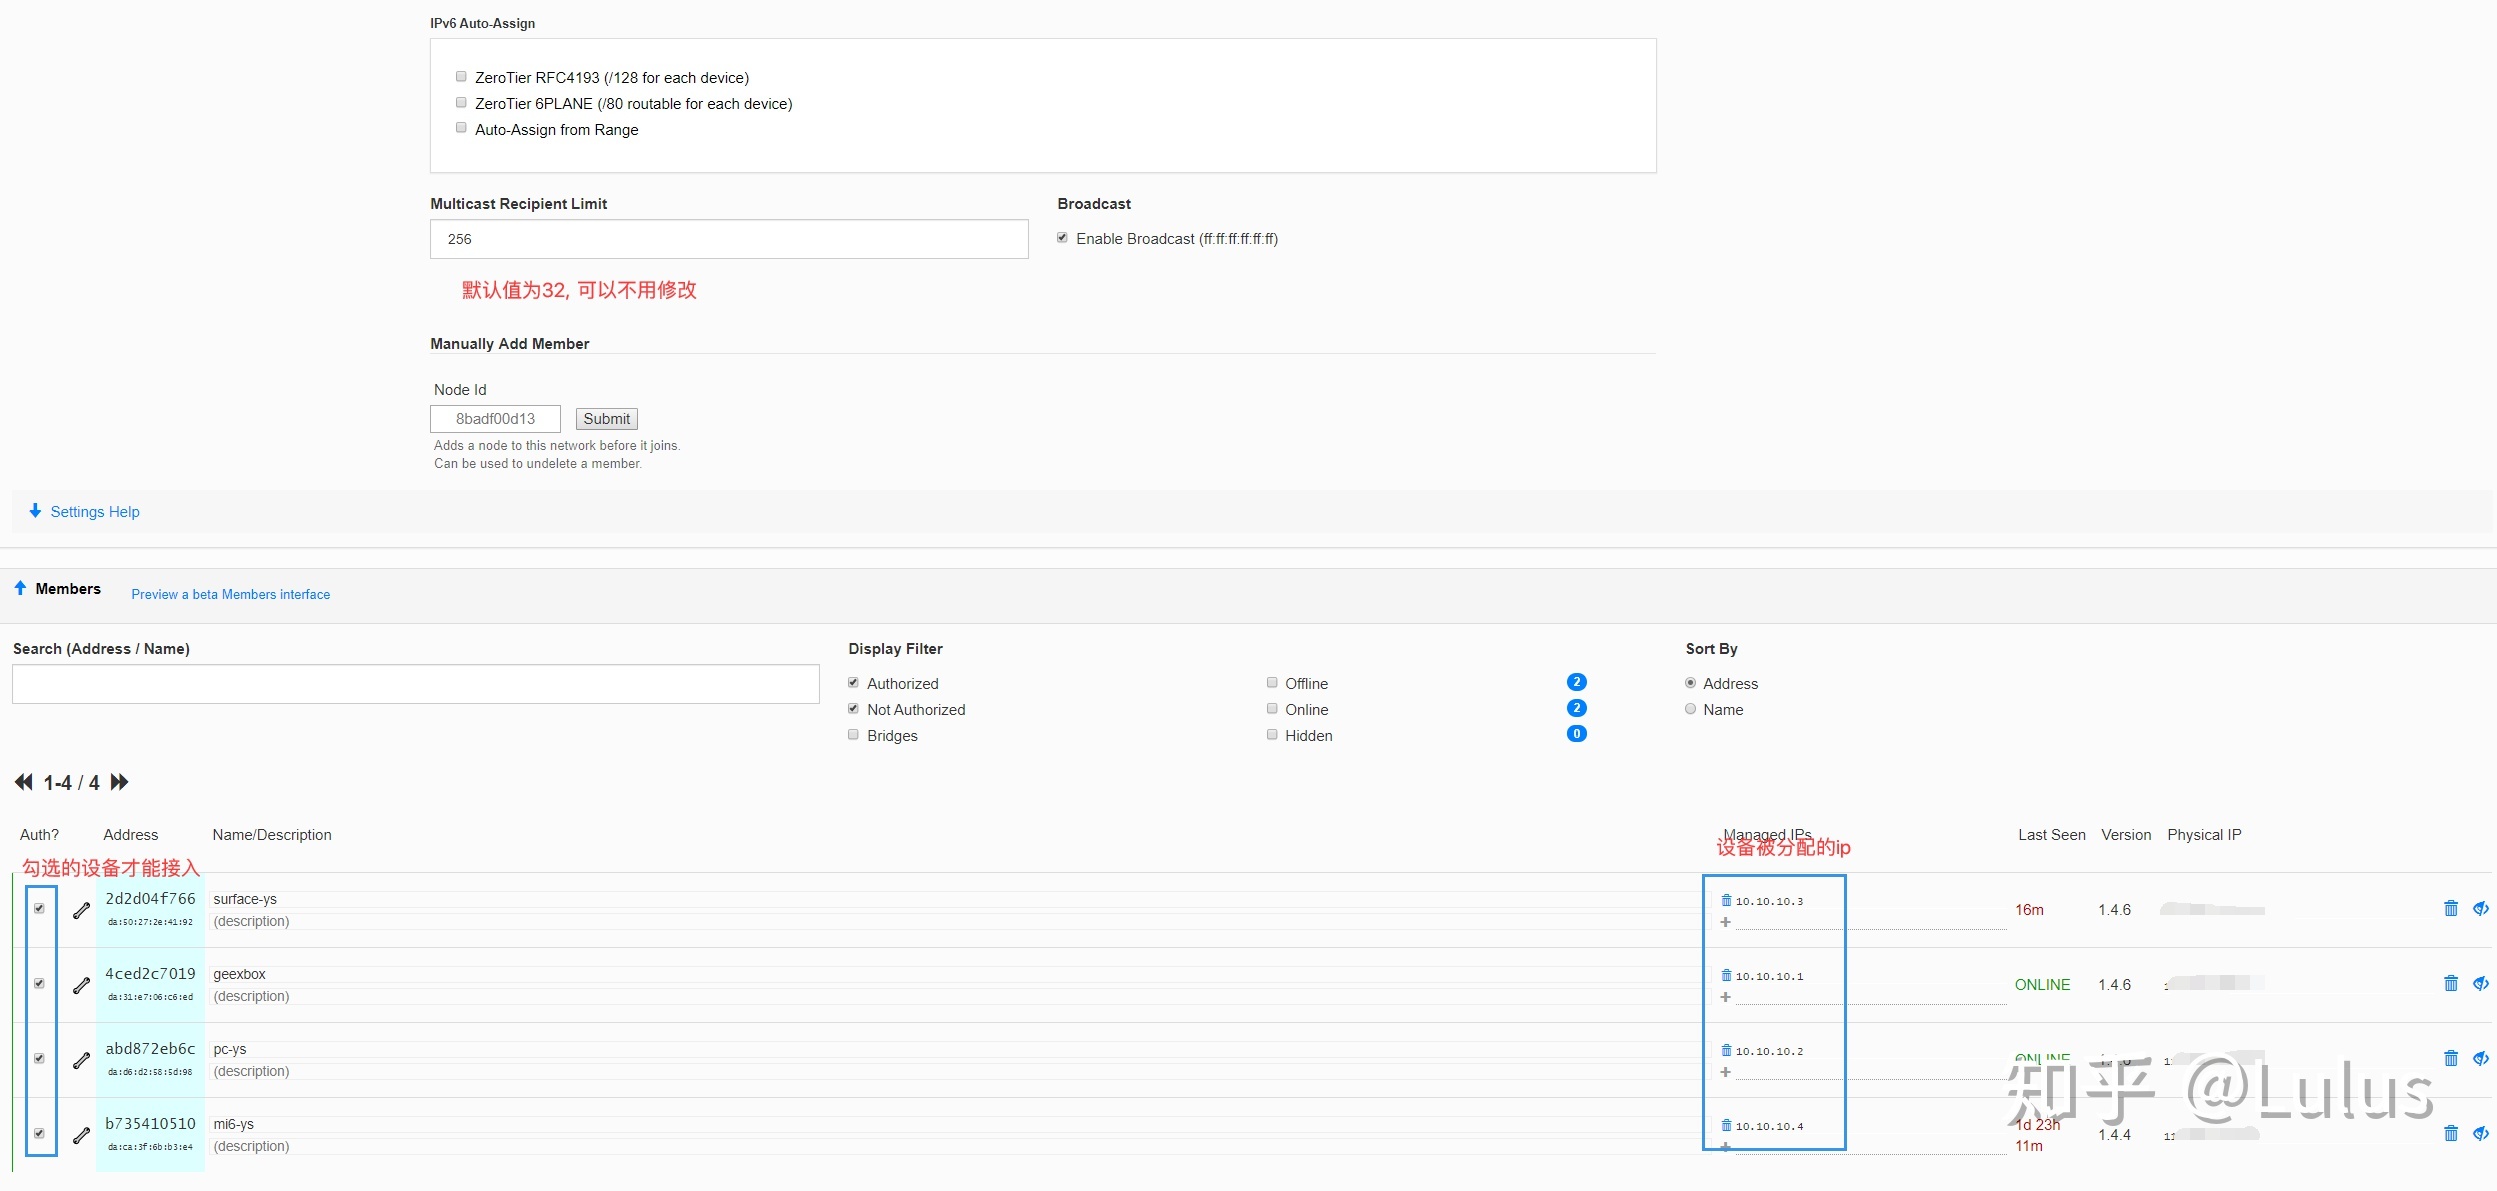 IPv6 Auto-Assign
ZeroTier RFC4193 (/128 for each device)
ZeroTier 6PLANE (/80 routable for each device)
Auto-Assign from Range
Multicast Recipient Limit
Broadcast
256
Enable Broadcast (ff:ff:ff:ff:ff:ff)
默认值为32, 可以不用修改
Manually Add Member
Node Id
8badf00d13
Submit
Adds a node to this network before it joins.
Can be used to undelete a member.
Settings Help
Members
Preview a beta Members interface
Search (Address / Name)
Display Filter
Sort By
Authorized
Offline
2
Address
Not Authorized
Online
2
Name
Bridges
Hidden
0
1-4 / 4
Auth?
Address
Name/Description
Managed IPs
Last Seen
Version
Physical IP
勾选的设备才能接入
设备被分配的ip
2d2d04f766
surface-ys
10.10.10.3
da:50:27:2e:41:92
(description)
16m
1.4.6
4ced2c7019
geexbox
10.10.10.1
da:31:e7:06:c6:ed
(description)
ONLINE
1.4.6
abd872eb6c
pc-ys
10.10.10.2
da:d6:d2:58:5d:98
(description)
ONLINE
知乎 @Lulus
b735410510
mi6-ys
10.10.10.4
da:ca:3f:6b:b3:e4
(description)
1d 23h
11m
1.4.4
11